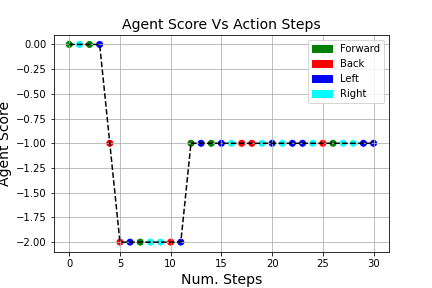 Agent Score Vs Action Steps
Agent Score
0.00
−0.25
−0.50
−0.75
−1.00
−1.25
−1.50
−1.75
−2.00
Forward
Back
Left
Right
0 5 10 15 20 25 30
Num. Steps